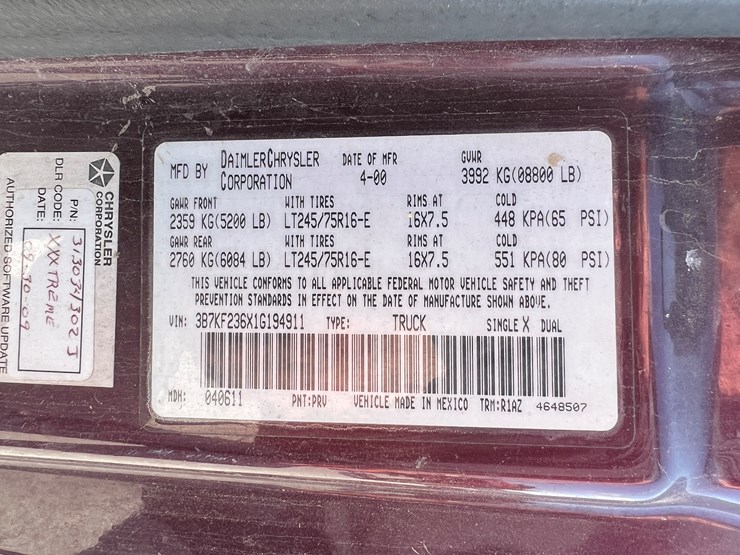 CHRYSLER
CORPORATION
P/N: 313034302J
DLR CODE: XXXTREME
DATE: -30-09
AUTHORIZED SOFTWARE UPDATE
MFD BY DAIMLERCHRYSLER CORPORATION DATE OF MFR 4-00 GVWR 3992 KG(08800 LB)
GAWR FRONT WITH TIRES RIMS AT COLD
2359 KG(5200 LB) LT245/75R16-E 16X7.5 448 KPA(65 PSI)
GAWR REAR WITH TIRES RIMS AT COLD
2760 KG(6084 LB) LT245/75R16-E 16X7.5 551 KPA(80 PSI)
THIS VEHICLE CONFORMS TO ALL APPLICABLE FEDERAL MOTOR VEHICLE SAFETY AND THEFT
PREVENTION STANDARDS IN EFFECT ON THE DATE OF MANUFACTURE SHOWN ABOVE.
VIN: 3B7KF236X1G194911 TYPE: TRUCK SINGLE X DUAL
MDH: 040611 PNT:PRV VEHICLE MADE IN MEXICO TRM:R1AZ 4648507